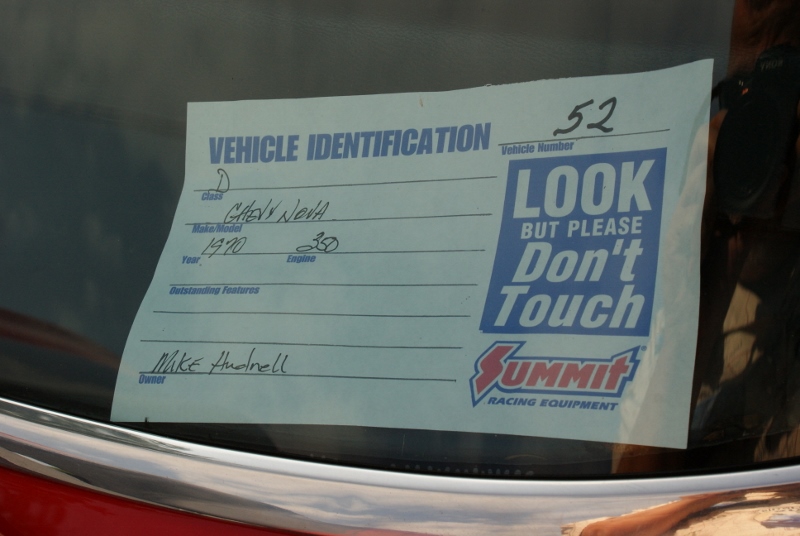 52
VEHICLE IDENTIFICATION
Vehicle Number
D
Class
CHEVY NOVA
Make/Model
1970 350
Year Engine
Outstanding Features
MIKE Hudnell
Owner
LOOK
BUT PLEASE
Don't
Touch
SUMMIT
RACING EQUIPMENT